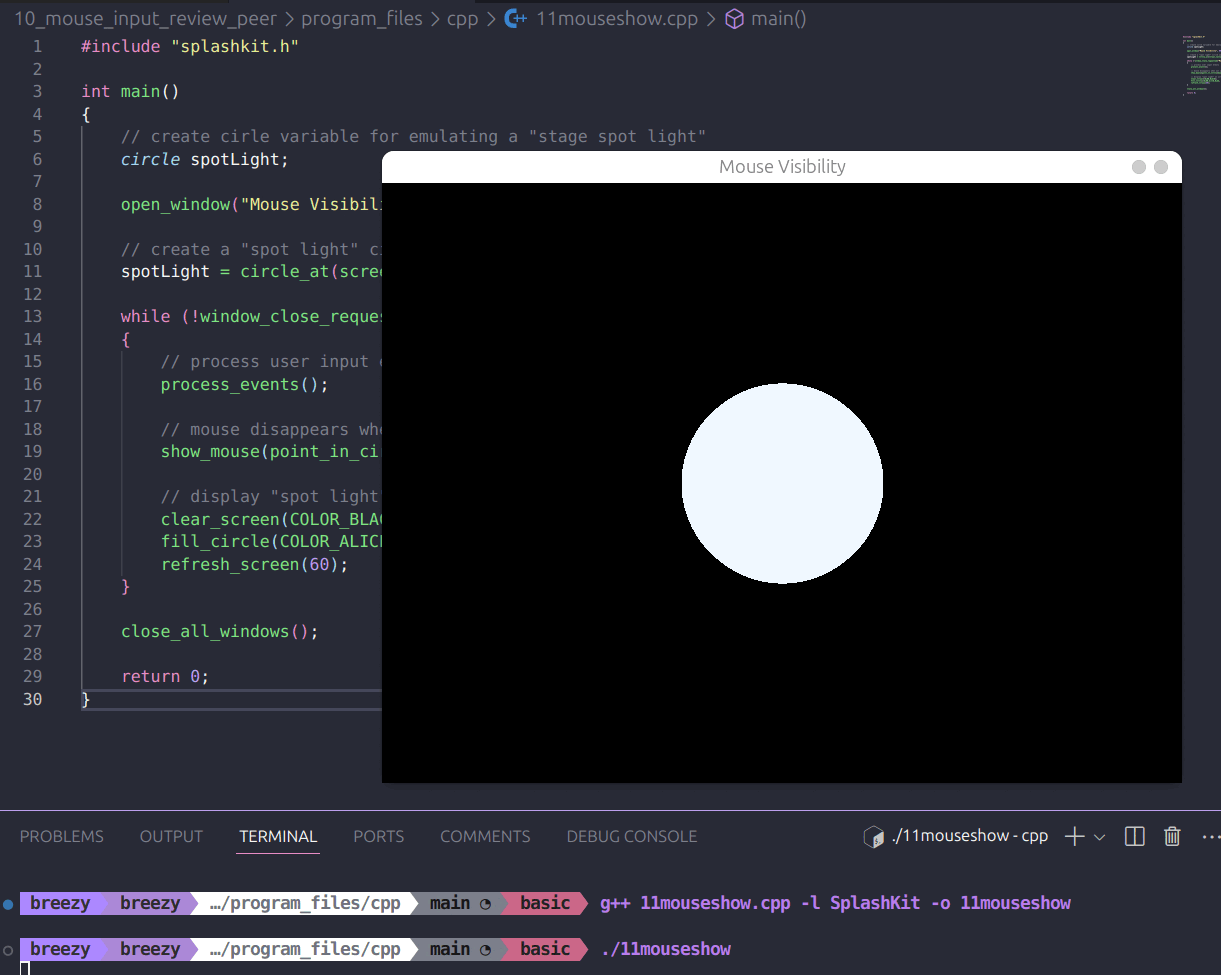 10_mouse_input_review_peer > program_files > cpp > 11mouseshow.cpp > main()
1 #include "splashkit.h"
2
3 int main()
4 {
5 // create cirle variable for emulating a "stage spot light"
6 circle spotLight;
7
8 open_window("Mouse Visibili
9
10 // create a "spot light" ci
11 spotLight = circle_at(scree
12
13 while (!window_close_reques
14 {
15 // process user input e
16 process_events();
17
18 // mouse disappears whe
19 show_mouse(point_in_ci
20
21 // display "spot light"
22 clear_screen(COLOR_BLAC
23 fill_circle(COLOR_ALICE
24 refresh_screen(60);
25 }
26
27 close_all_windows();
28
29 return 0;
30 }
Mouse Visibility
PROBLEMS OUTPUT TERMINAL PORTS COMMENTS DEBUG CONSOLE ./11mouseshow - cpp
breezy breezy …/program_files/cpp main basic g++ 11mouseshow.cpp -l SplashKit -o 11mouseshow
breezy breezy …/program_files/cpp main basic ./11mouseshow